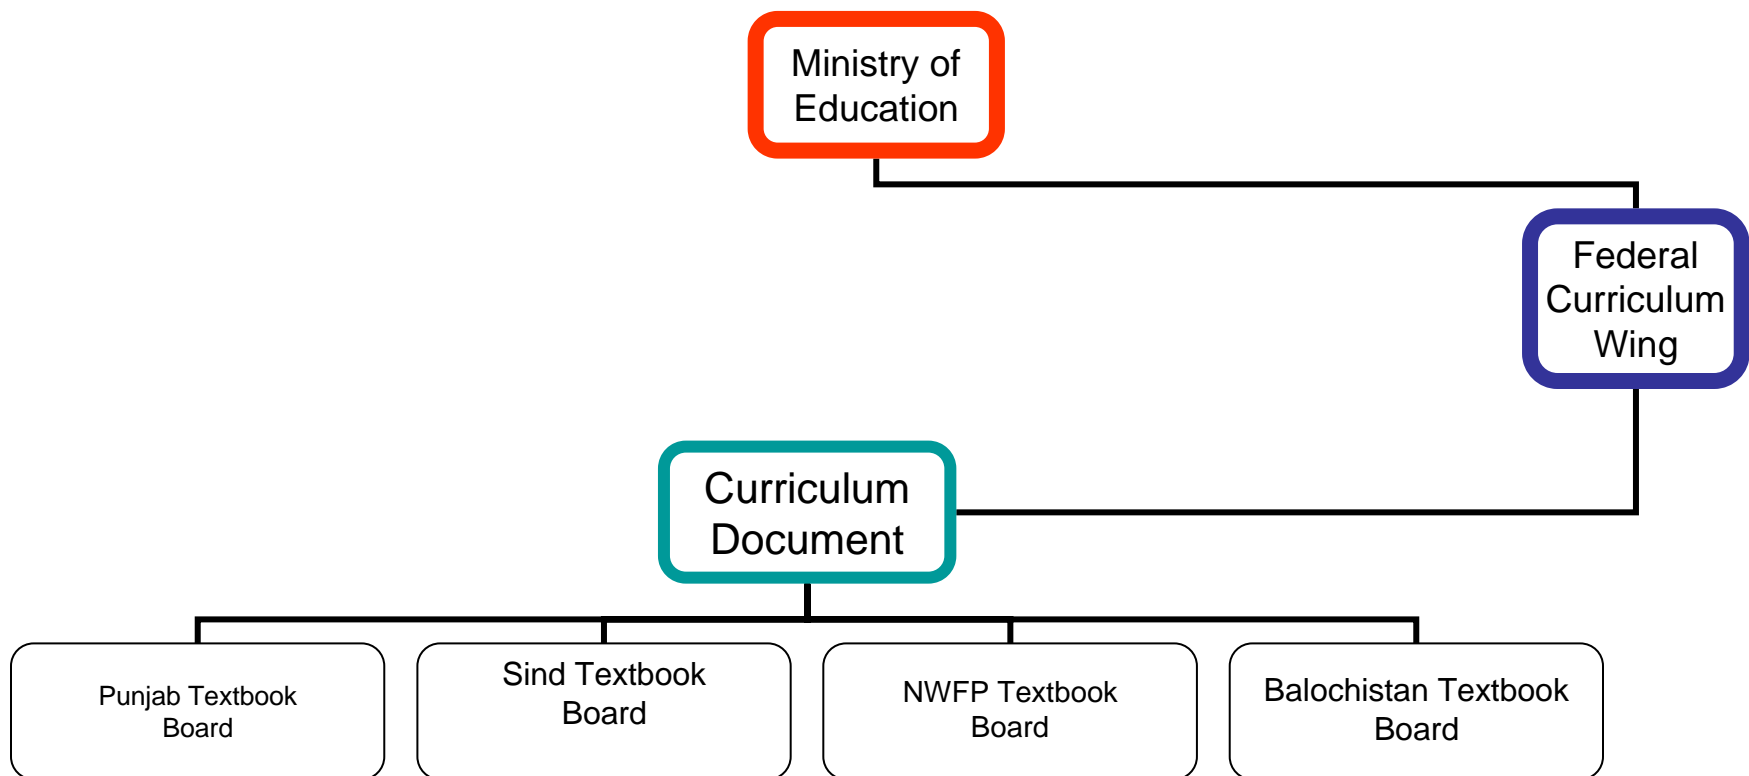 Ministry of
Education
Federal
Curriculum
Wing
Curriculum
Document
Punjab Textbook
Board
Sind Textbook
Board
NWFP Textbook
Board
Balochistan Textbook
Board